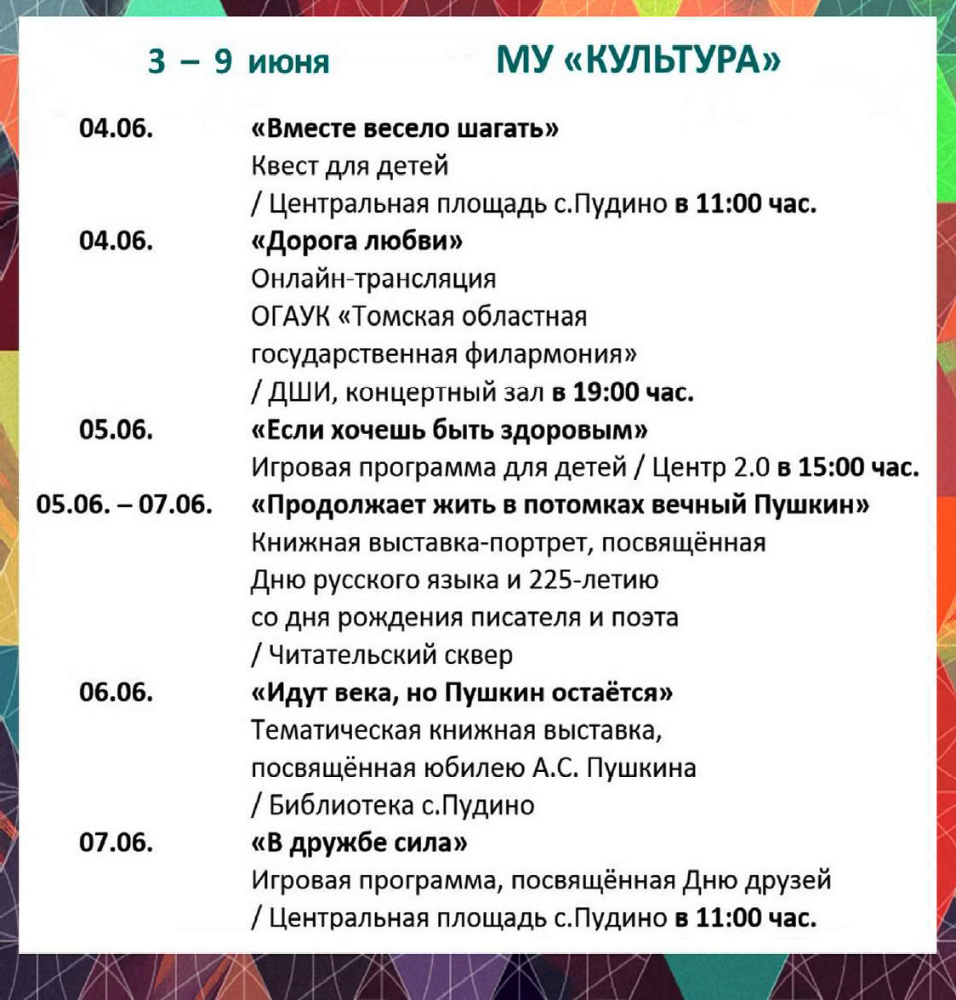 3 – 9 июня МУ «КУЛЬТУРА»
04.06. «Вместе весело шагать»
Квест для детей
/ Центральная площадь с.Пудино в 11:00 час.
04.06. «Дорога любви»
Онлайн-трансляция
ОГАУК «Томская областная
государственная филармония»
/ ДШИ, концертный зал в 19:00 час.
05.06. «Если хочешь быть здоровым»
Игровая программа для детей / Центр 2.0 в 15:00 час.
05.06. – 07.06. «Продолжает жить в потомках вечный Пушкин»
Книжная выставка-портрет, посвящённая
Дню русского языка и 225-летию
со дня рождения писателя и поэта
/ Читательский сквер
06.06. «Идут века, но Пушкин остаётся»
Тематическая книжная выставка,
посвящённая юбилею А.С. Пушкина
/ Библиотека с.Пудино
07.06. «В дружбе сила»
Игровая программа, посвящённая Дню друзей
/ Центральная площадь с.Пудино в 11:00 час.